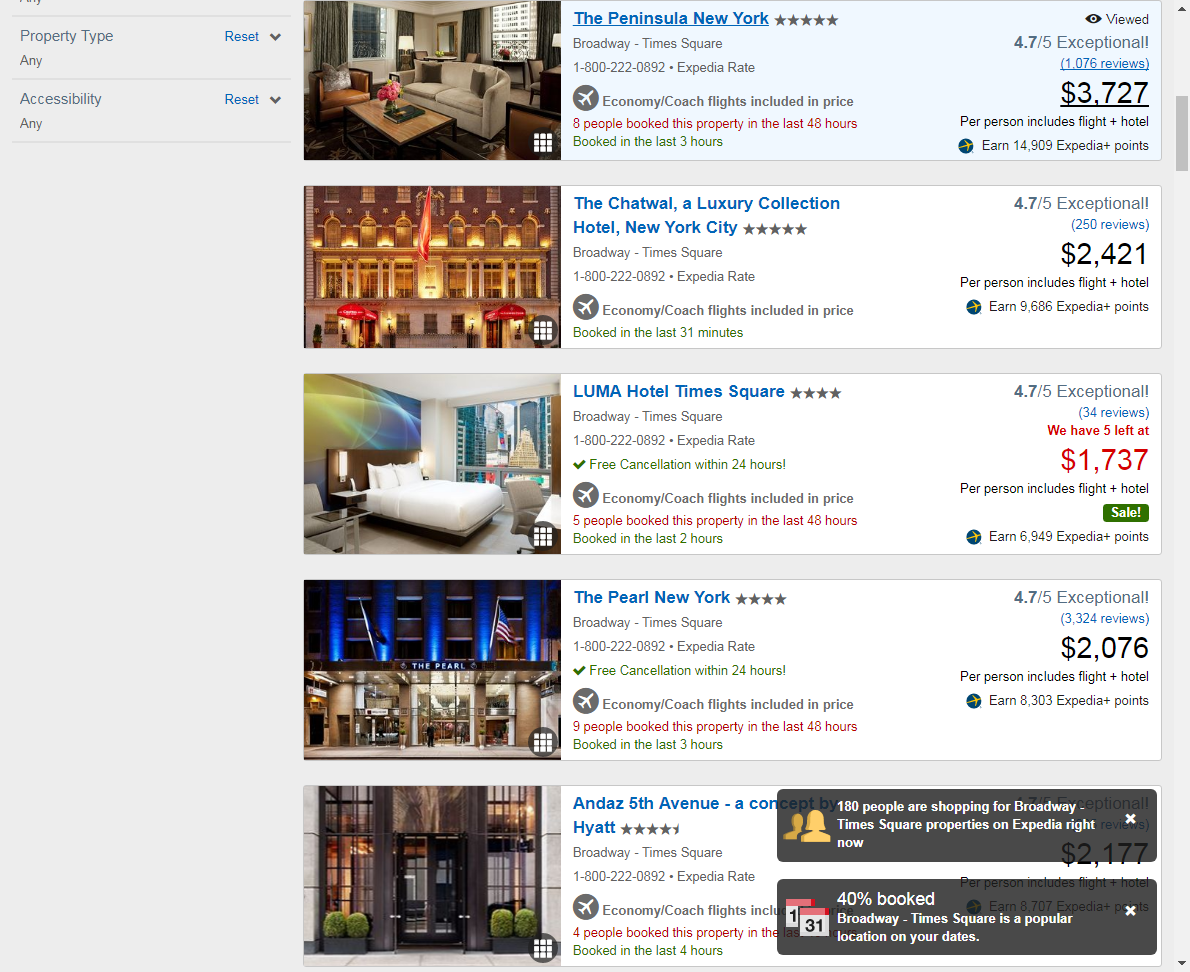 Any
Property Type Reset
Any
Accessibility Reset
Any
The Peninsula New York
Viewed
Broadway - Times Square
4.7/5 Exceptional!
1-800-222-0892 • Expedia Rate
(1,076 reviews)
$3,727
Economy/Coach flights included in price
Per person includes flight + hotel
8 people booked this property in the last 48 hours
Booked in the last 3 hours
Earn 14,909 Expedia+ points
The Chatwal, a Luxury Collection
Hotel, New York City
4.7/5 Exceptional!
(250 reviews)
Broadway - Times Square
$2,421
1-800-222-0892 • Expedia Rate
Per person includes flight + hotel
Economy/Coach flights included in price
Earn 9,686 Expedia+ points
Booked in the last 31 minutes
LUMA Hotel Times Square
4.7/5 Exceptional!
Broadway - Times Square
(34 reviews)
We have 5 left at
1-800-222-0892 • Expedia Rate
$1,737
Free Cancellation within 24 hours!
Per person includes flight + hotel
Economy/Coach flights included in price
Sale!
5 people booked this property in the last 48 hours
Booked in the last 2 hours
Earn 6,949 Expedia+ points
THE PEARL
The Pearl New York
4.7/5 Exceptional!
Broadway - Times Square
(3,324 reviews)
1-800-222-0892 • Expedia Rate
$2,076
Free Cancellation within 24 hours!
Per person includes flight + hotel
Economy/Coach flights included in price
Earn 8,303 Expedia+ points
9 people booked this property in the last 48 hours
Booked in the last 3 hours
Andaz 5th Avenue - a concept by
Hyatt
Exceptional!
reviews)
Broadway - Times Square
$2,177
1-800-222-0892 • Expedia Rate
Per person includes flight + hotel
Economy/Coach flights included in price
Earn 8,707 Expedia+ points
4 people booked this property in the last
Booked in the last 4 hours
180 people are shopping for Broadway -
Times Square properties on Expedia right
now
1
31
40% booked
Broadway - Times Square is a popular
location on your dates.